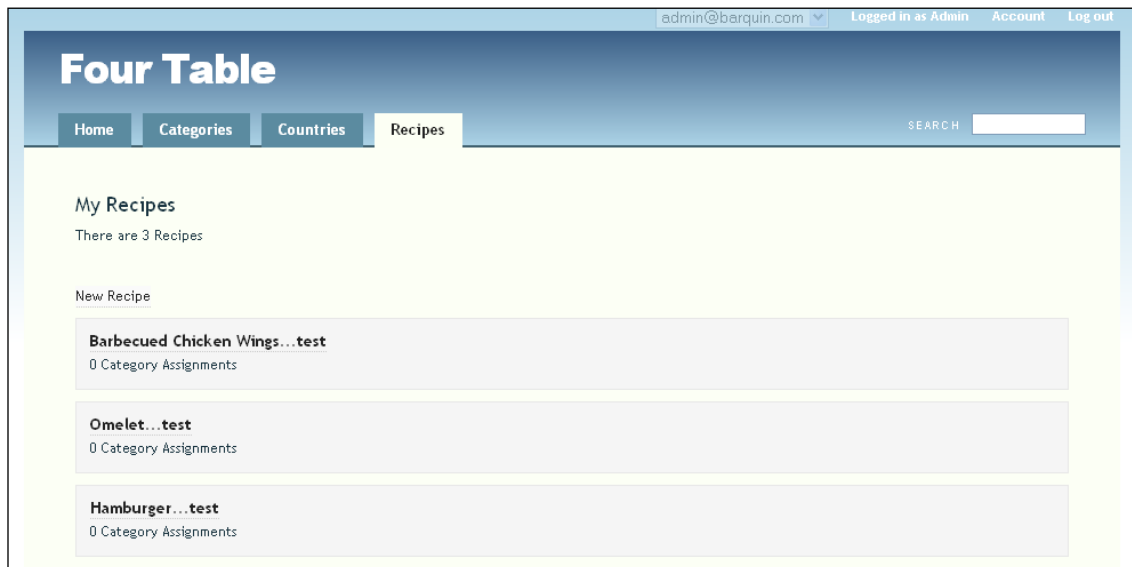 admin@barquin.com Logged in as Admin Account Log out
Four Table
Home Categories Countries Recipes SEARCH
My Recipes
There are 3 Recipes
New Recipe
Barbecued Chicken Wings...test
0 Category Assignments
Omelet...test
0 Category Assignments
Hamburger...test
0 Category Assignments